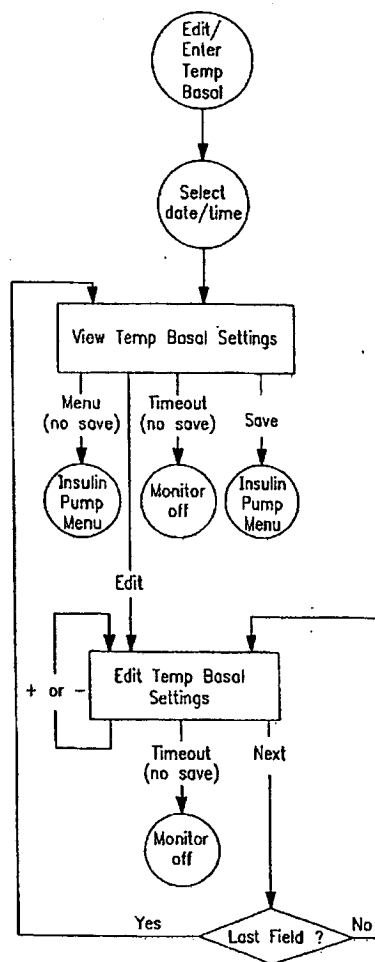 Edit/
Enter
Temp
Basal
Select
date/time
View Temp Basal Settings
Menu
(no save)
Timeout
(no save)
Save
Insulin
Pump
Menu
Monitor
off
Insulin
Pump
Menu
Edit
+ or -
Edit Temp Basal
Settings
Timeout
(no save)
Next
Monitor
off
Yes
Last Field ?
No